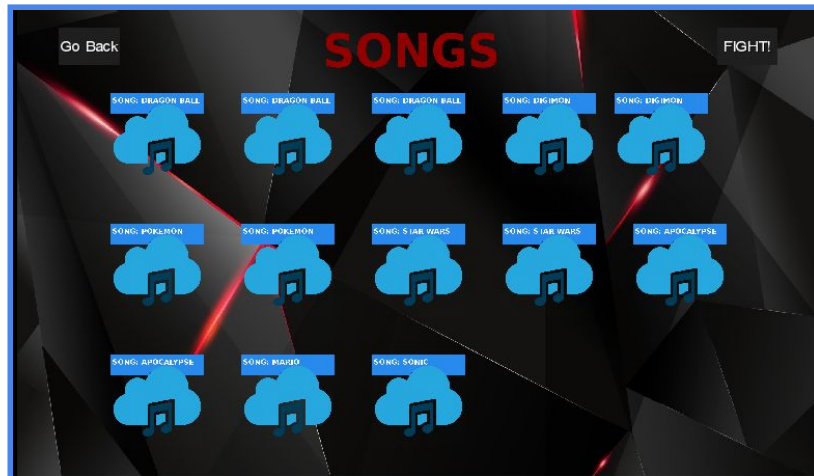 Go Back
SONGS
FIGHT!
SONG: DRAGON BALL
SONG: DRAGON BALL
SONG: DRAGON BALL
SONG: DIGIMON
SONG: DIGIMON
SONG: POKEMON
SONG: POKEMON
SONG: STAR WARS
SONG: STAR WARS
SONG: APOCALYPSE
SONG: APOCALYPSE
SONG: MARIO
SONG: SONIC